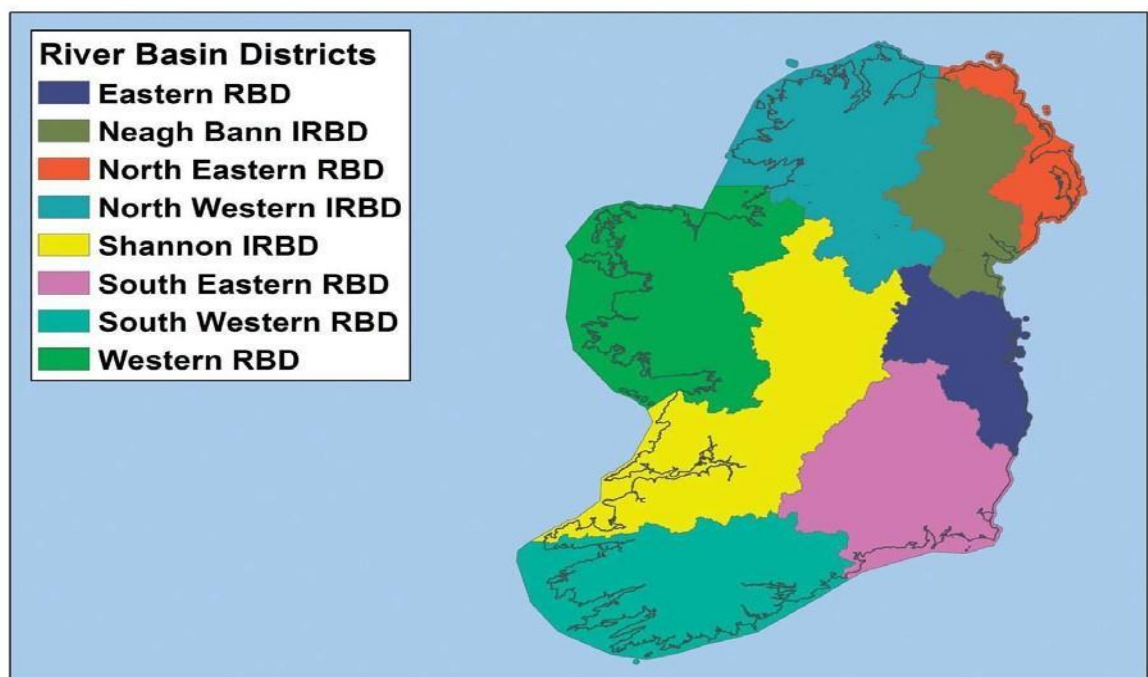 River Basin Districts
Eastern RBD
Neagh Bann IRBD
North Eastern RBD
North Western IRBD
Shannon IRBD
South Eastern RBD
South Western RBD
Western RBD